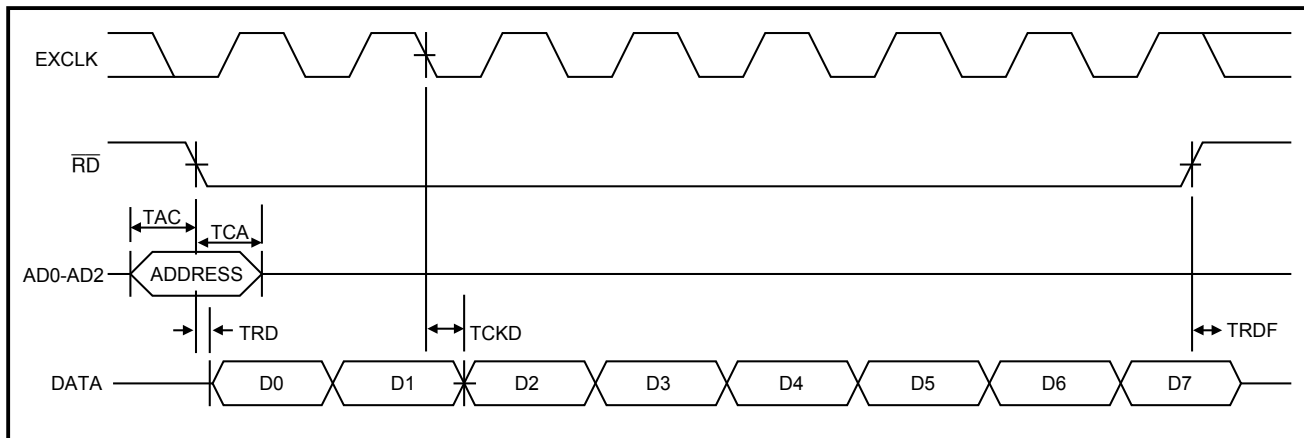 EXCLK
RD
TAC
TCA
AD0-AD2
ADDRESS
TRD
TCKD
TRDF
DATA
D0
D1
D2
D3
D4
D5
D6
D7